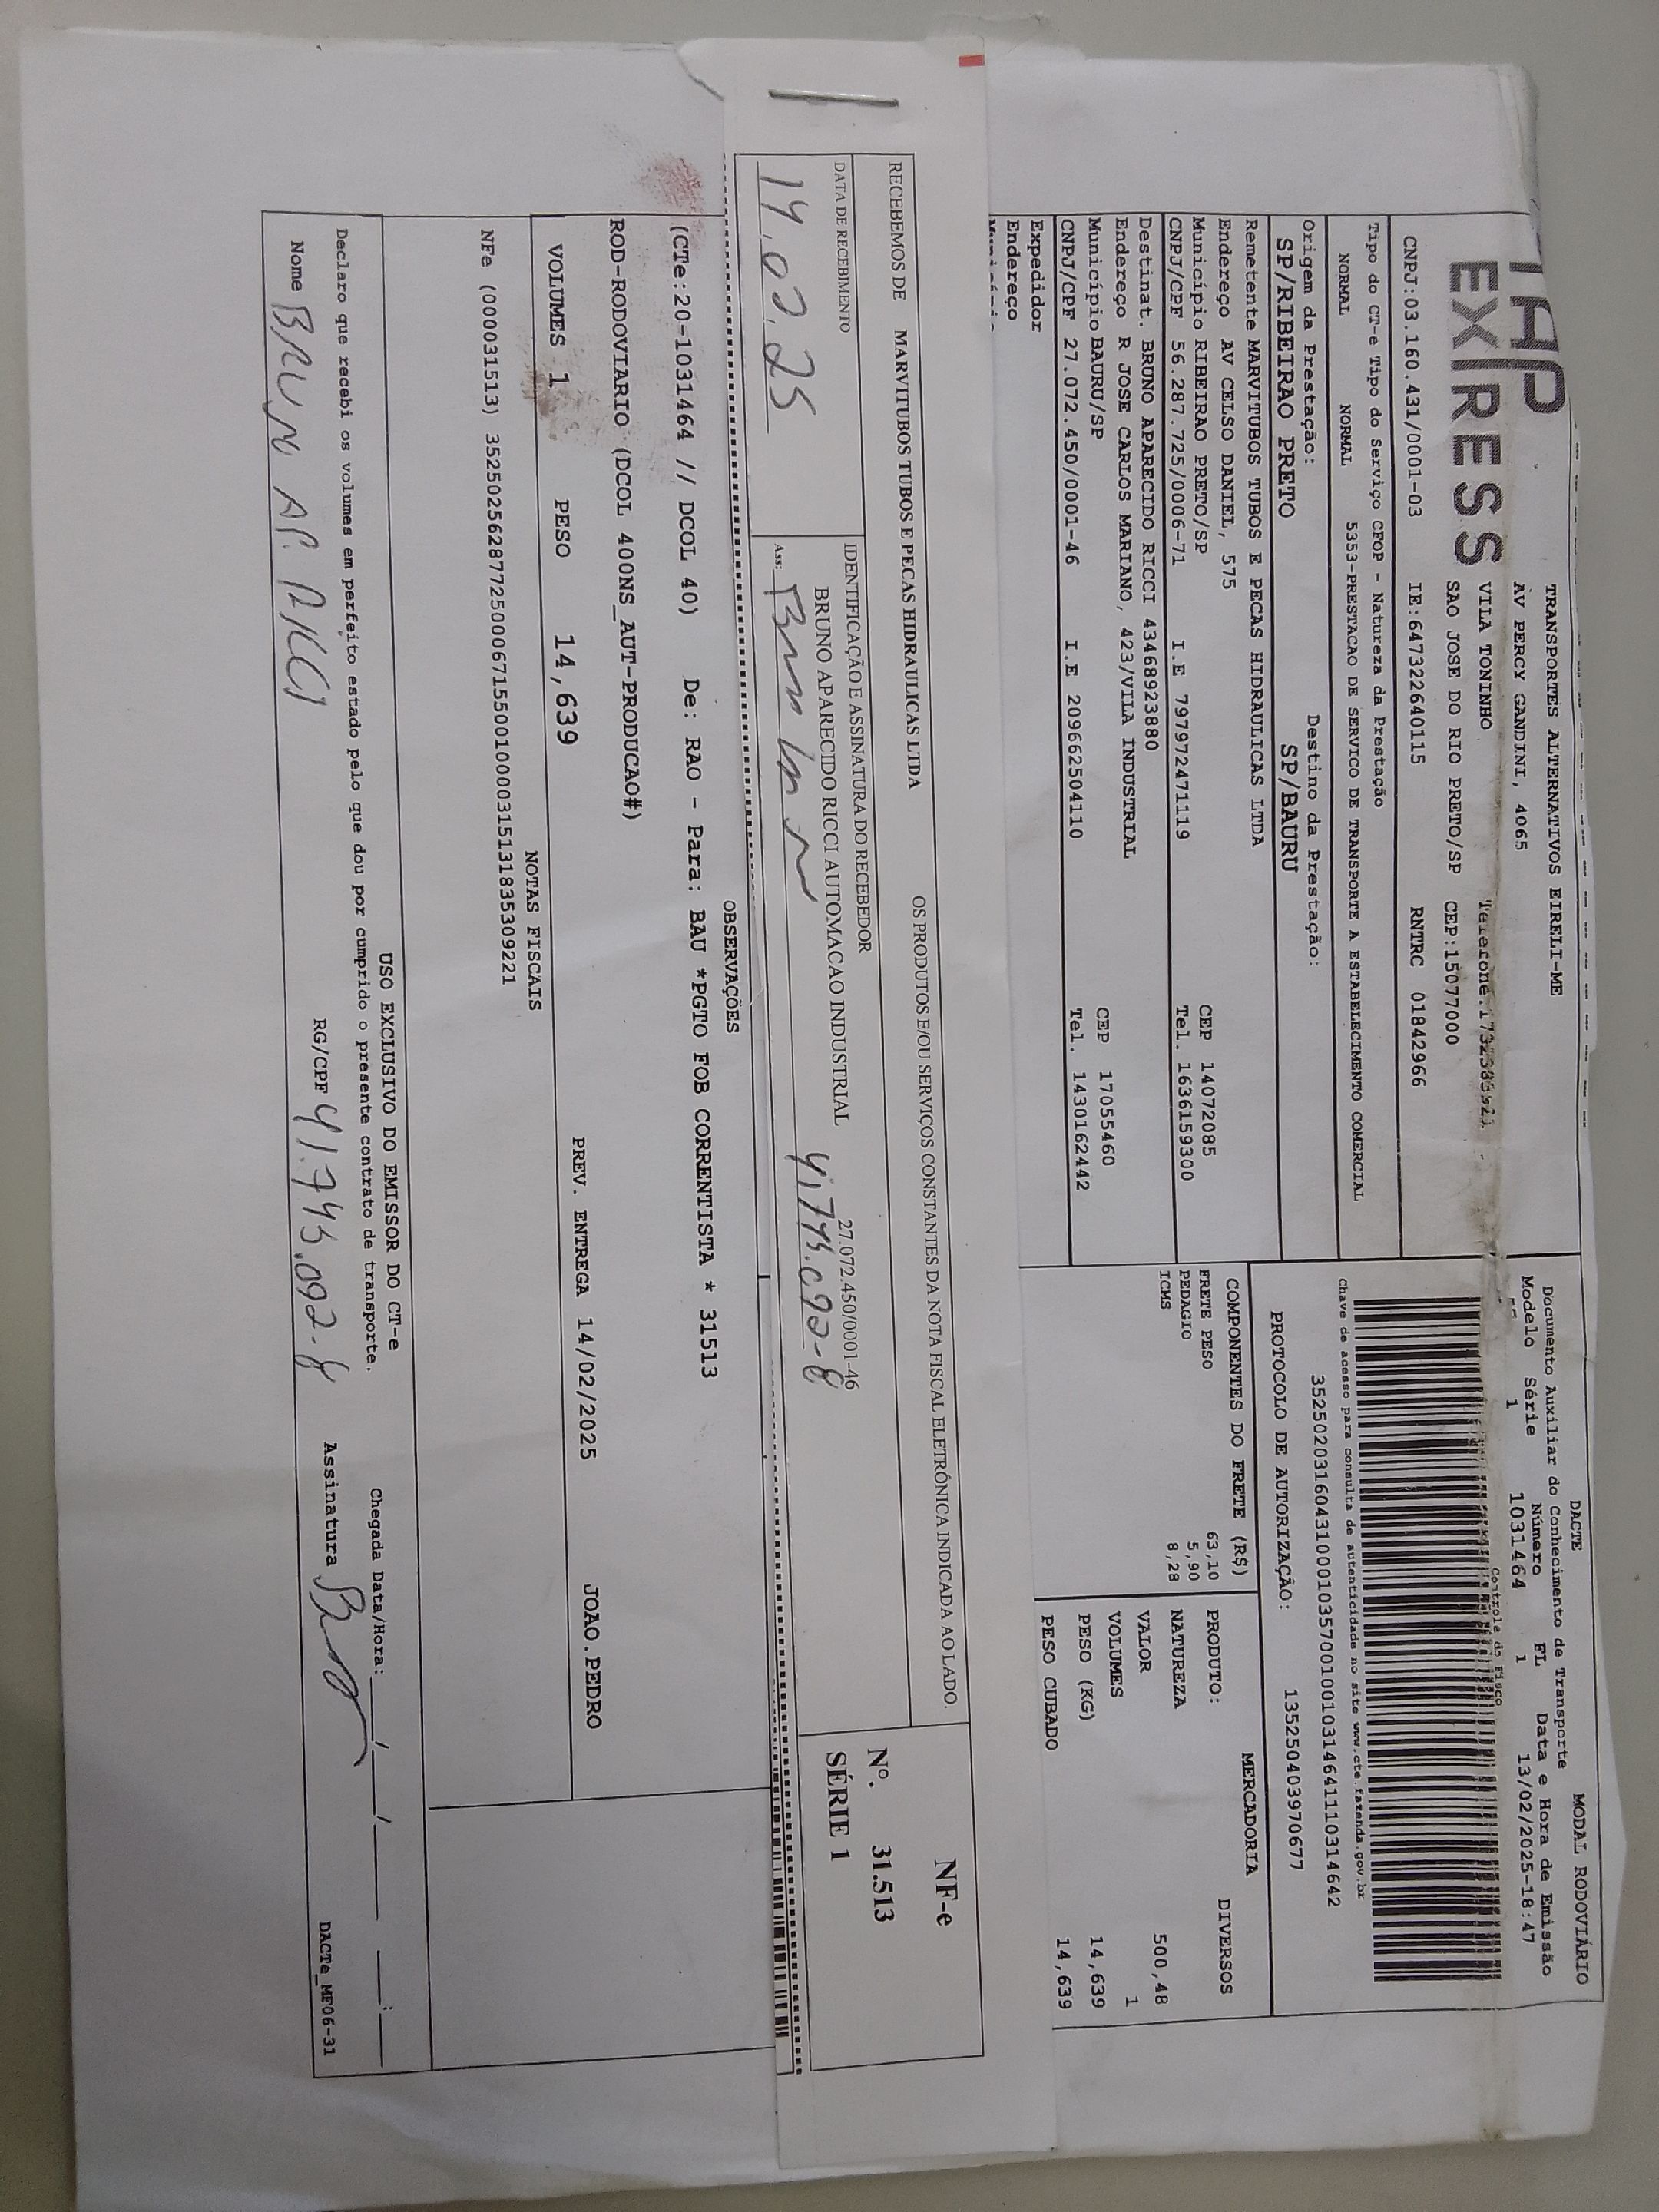 TAP
EXPRESS
TRANSPORTES ALTERNATIVOS EIRELI-ME
AV PERCY GANDINI, 4065
VILA TONINHO
SAO JOSE DO RIO PRETO/SP CEP:15077000
CNPJ:03.160.431/0001-03 IE:647322640115 RNTRC 01842966
Tipo do CT-e Tipo do Serviço CFOP - Natureza da Prestação
NORMAL NORMAL 5353-PRESTACAO DE SERVICO DE TRANSPORTE A ESTABELECIMENTO COMERCIAL
Origem da Prestação: Destino da Prestação:
SP/RIBEIRAO PRETO SP/BAURU
Remetente MARVITUBOS TUBOS E PECAS HIDRAULICAS LTDA
Endereço AV CELSO DANIEL, 575
Município RIBEIRAO PRETO/SP CEP 14072085
CNPJ/CPF 56.287.725/0006-71 I.E 797972471119 Tel. 1636159300
Destinat. BRUNO APARECIDO RICCI 43468923880
Endereço R JOSE CARLOS MARIANO, 423/VILA INDUSTRIAL
Município BAURU/SP CEP 17055460
CNPJ/CPF 27.072.450/0001-46 I.E 209662504110 Tel. 1430162442
Expedidor
Endereço
MODAL RODOVIÁRIO
DACTE
Documento Auxiliar do Conhecimento de Transporte
Modelo Série Número FL Data e Hora de Emissão
1 1031464 1 13/02/2025-18:47
Controle do Fisco
Chave de acesso para consulta de autenticidade no site www.cte.fazenda.gov.br
35250203160431000103570010010314641110314642
PROTOCOLO DE AUTORIZAÇÃO: 135250403970677
COMPONENTES DO FRETE (R$)
FRETE PESO 63,10
PEDAGIO 5,90
ICMS 8,28
MERCADORIA
PRODUTO: DIVERSOS
NATUREZA
VALOR 500,48
VOLUMES 1
PESO (KG) 14,639
PESO CUBADO 14,639
RECEBEMOS DE MARVITUBOS TUBOS E PECAS HIDRAULICAS LTDA OS PRODUTOS E/OU SERVIÇOS CONSTANTES DA NOTA FISCAL ELETRÔNICA INDICADA AO LADO.
DATA DE RECEBIMENTO IDENTIFICAÇÃO E ASSINATURA DO RECEBEDOR
BRUNO APARECIDO RICCI AUTOMACAO INDUSTRIAL 27.072.450/0001-46
14.02.25 Ass: 41.745.092-8
NF-e
Nº. 31.513
SÉRIE 1
OBSERVAÇÕES
(CTe:20-1031464 // DCOL 40) De: RAO - Para: BAU *PGTO FOB CORRENTISTA * 31513
ROD-RODOVIARIO (DCOL 400NS_AUT-PRODUCAO#)
VOLUMES 1 PESO 14,639 PREV. ENTREGA 14/02/2025 JOAO.PEDRO
NOTAS FISCAIS
NFe (000031513) 35250256287725000671550010000315131835309221
USO EXCLUSIVO DO EMISSOR DO CT-e
Declaro que recebi os volumes em perfeito estado pelo que dou por cumprido o presente contrato de transporte. Chegada Data/Hora: ___/___/___ ___:___
Nome BRUNO AP. RICCI RG/CPF 41.745.092-8 Assinatura
DACTe_MF06-31